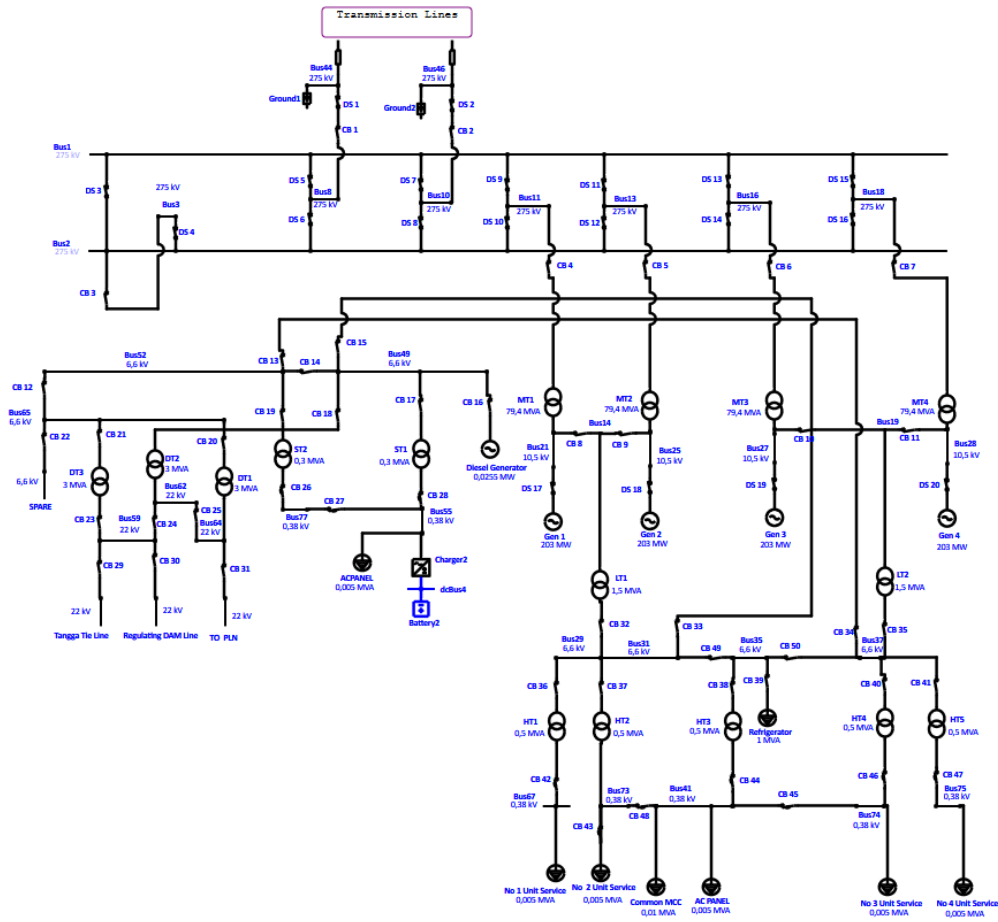 Transmission Lines
Bus44
275 kV
Bus46
275 kV
Ground1
DS 1
Ground2
DS 2
CB 1
CB 2
Bus1
275 kV
DS 3
275 kV
Bus3
DS 4
DS 5
Bus8
275 kV
DS 6
DS 7
Bus10
275 kV
DS 8
DS 9
Bus11
275 kV
DS 10
DS 11
Bus13
275 kV
DS 12
DS 13
Bus16
275 kV
DS 14
DS 15
Bus18
275 kV
DS 16
Bus2
275 kV
CB 3
CB 4
CB 5
CB 6
CB 7
CB 15
Bus52
6,6 kV
CB 13
CB 14
Bus49
6,6 kV
CB 12
CB 19
CB 18
CB 17
CB 16
Bus65
6,6 kV
CB 22
CB 21
CB 20
6,6 kV
SPARE
DT3
3 MVA
DT2
3 MVA
DT1
3 MVA
ST2
0,3 MVA
ST1
0,3 MVA
Diesel Generator
0,0255 MW
Bus62
22 kV
CB 26
CB 27
CB 28
Bus77
0,38 kV
Bus55
0,38 kV
CB 23
Bus59
22 kV
CB 24
CB 25
Bus64
22 kV
CB 29
CB 30
CB 31
22 kV
22 kV
22 kV
Tangga Tie Line
Regulating DAM Line
TO PLN
ACPANEL
0,005 MVA
Charger2
dcBus4
Battery2
MT1
79,4 MVA
MT2
79,4 MVA
MT3
79,4 MVA
MT4
79,4 MVA
Bus14
CB 8
CB 9
Bus19
CB 10
CB 11
Bus21
10,5 kV
Bus25
10,5 kV
Bus27
10,5 kV
Bus28
10,5 kV
DS 17
DS 18
DS 19
DS 20
Gen 1
203 MW
Gen 2
203 MW
Gen 3
203 MW
Gen 4
203 MW
LT1
1,5 MVA
LT2
1,5 MVA
CB 32
CB 33
CB 34
CB 35
Bus29
6,6 kV
Bus31
6,6 kV
CB 49
Bus35
6,6 kV
CB 50
Bus37
6,6 kV
CB 36
CB 37
CB 38
CB 39
CB 40
CB 41
HT1
0,5 MVA
HT2
0,5 MVA
HT3
0,5 MVA
Refrigerator
1 MVA
HT4
0,5 MVA
HT5
0,5 MVA
CB 42
CB 44
CB 46
CB 47
Bus67
0,38 kV
Bus73
0,38 kV
Bus41
0,38 kV
CB 45
Bus75
0,38 kV
CB 43
CB 48
Bus74
0,38 kV
No 1 Unit Service
0,005 MVA
No 2 Unit Service
0,005 MVA
Common MCC
0,01 MVA
AC PANEL
0,005 MVA
No 3 Unit Service
0,005 MVA
No 4 Unit Service
0,005 MVA